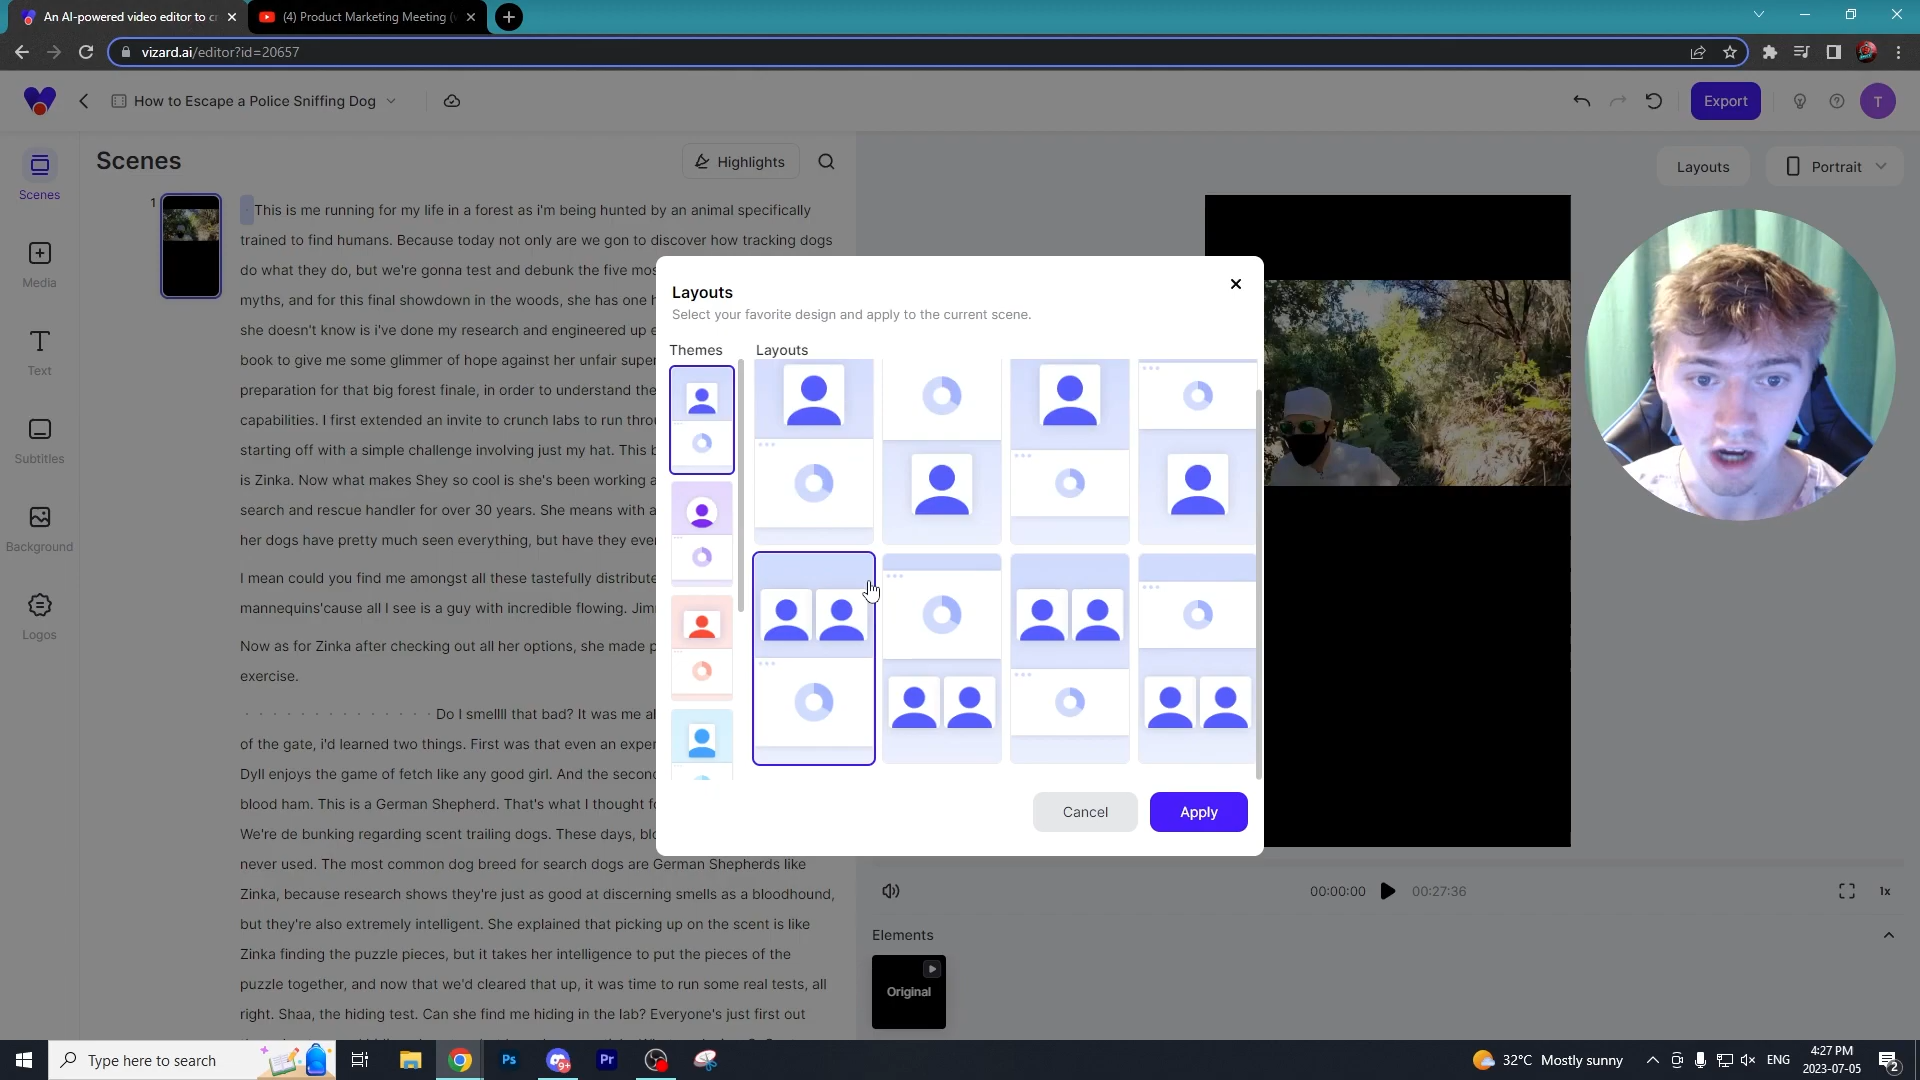 An AI-powered video editor to cr
(4) Product Marketing Meeting (
vizard.ai/editor?id=20657
How to Escape a Police Sniffing Dog
Export
T
Scenes
Highlights
Layouts
Portrait
Scenes
Media
Text
Subtitles
Background
Logos
1
This is me running for my life in a forest as i'm being hunted by an animal specifically
trained to find humans. Because today not only are we gon to discover how tracking dogs
do what they do, but we're gonna test and debunk the five mos
myths, and for this final showdown in the woods, she has one h
she doesn't know is i've done my research and engineered up e
book to give me some glimmer of hope against her unfair super
preparation for that big forest finale, in order to understand the
capabilities. I first extended an invite to crunch labs to run thro
starting off with a simple challenge involving just my hat. This b
is Zinka. Now what makes Shey so cool is she's been working a
search and rescue handler for over 30 years. She means with a
her dogs have pretty much seen everything, but have they eve
I mean could you find me amongst all these tastefully distribute
mannequins'cause all I see is a guy with incredible flowing. Jimr
Now as for Zinka after checking out all her options, she made p
exercise.
Do I smellll that bad? It was me al
of the gate, i'd learned two things. First was that even an exper
Dyll enjoys the game of fetch like any good girl. And the second
blood ham. This is a German Shepherd. That's what I thought fo
We're de bunking regarding scent trailing dogs. These days, blo
never used. The most common dog breed for search dogs are German Shepherds like
Zinka, because research shows they're just as good at discerning smells as a bloodhound,
but they're also extremely intelligent. She explained that picking up on the scent is like
Zinka finding the puzzle pieces, but it takes her intelligence to put the pieces of the
puzzle together, and now that we'd cleared that up, it was time to run some real tests, all
right. Shaa, the hiding test. Can she find me hiding in the lab? Everyone's just first out
Layouts
Select your favorite design and apply to the current scene.
Themes
Layouts
Cancel
Apply
00:00:00
00:27:36
1x
Elements
Original
Type here to search
Ps
9+
Pr
32°C Mostly sunny
ENG
4:27 PM
2023-07-05
2